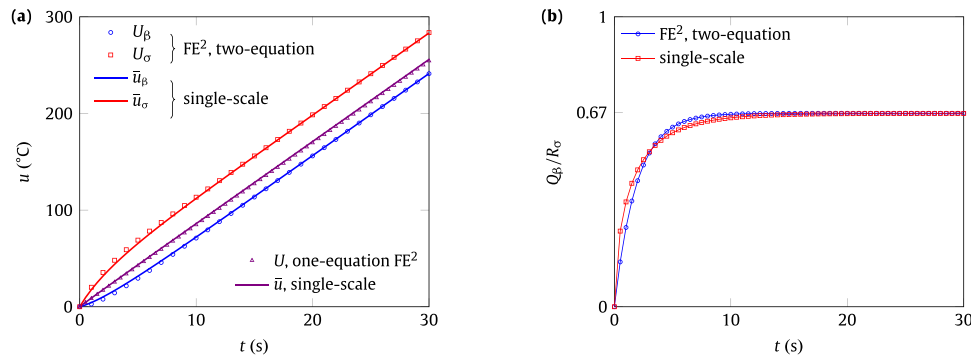 (a)
300
200
100
0
0
10
20
30
u (°C)
t (s)
U_β
U_σ
FE², two-equation
ū_β
ū_σ
single-scale
U, one-equation FE²
ū, single-scale
(b)
1
0.67
0
0
10
20
30
Q_β/R_σ
t (s)
FE², two-equation
single-scale